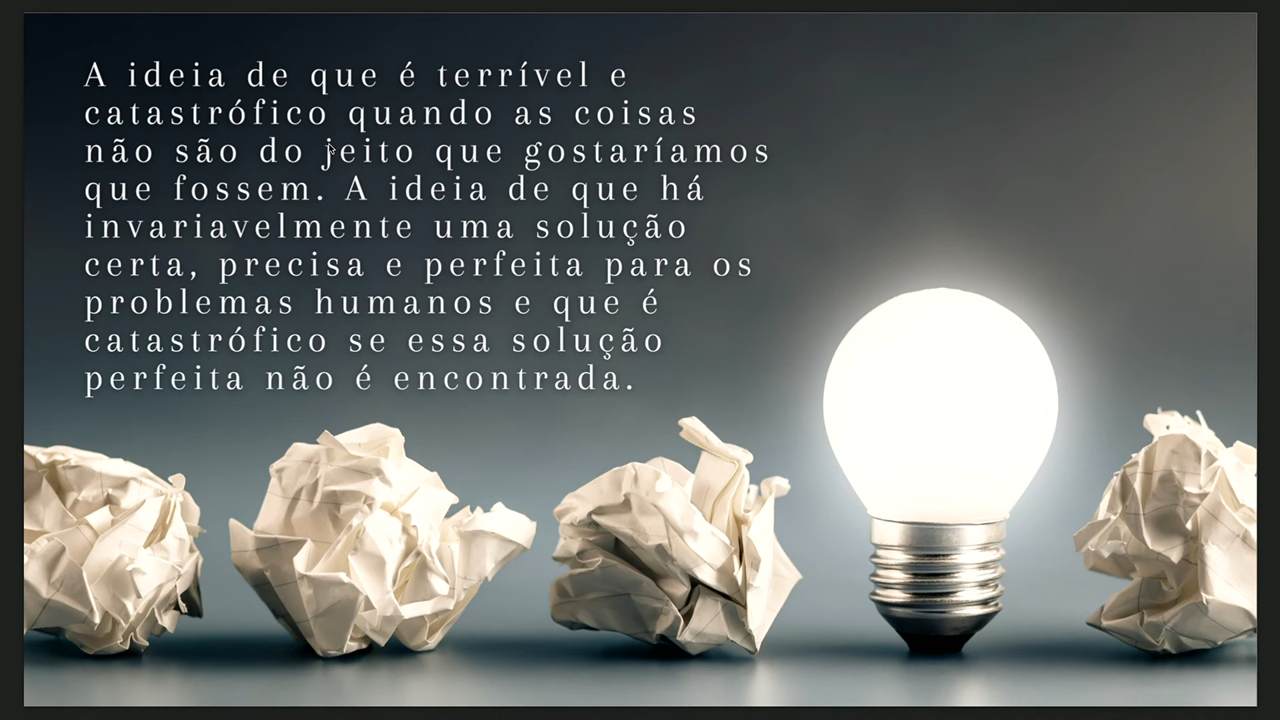 A ideia de que é terrível e
catastrófico quando as coisas
não são do jeito que gostaríamos
que fossem. A ideia de que há
invariavelmente uma solução
certa, precisa e perfeita para os
problemas humanos e que é
catastrófico se essa solução
perfeita não é encontrada.